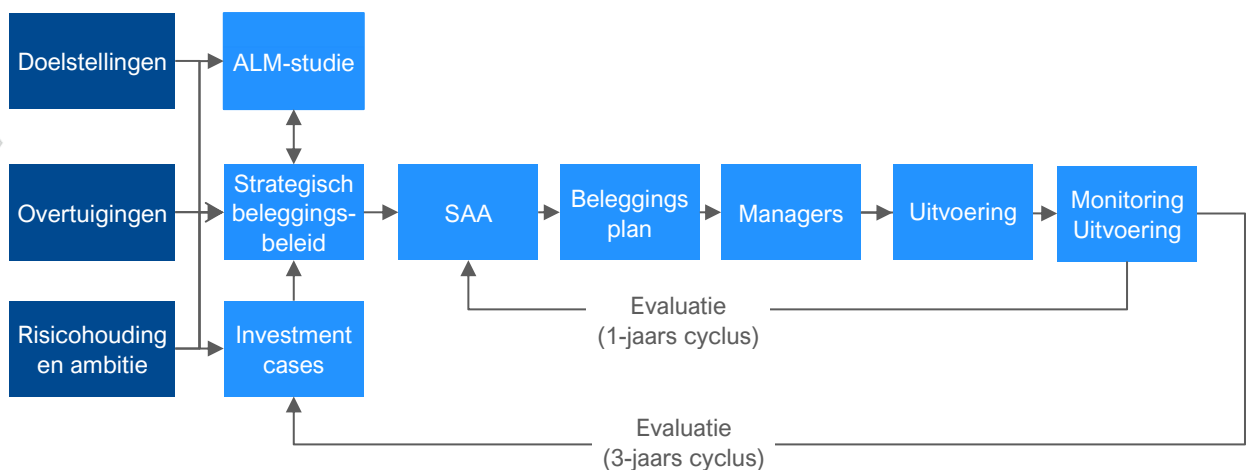 Doelstellingen
ALM-studie
Overtuigingen
Strategisch
beleggings-
beleid
SAA
Beleggings
plan
Managers
Uitvoering
Monitoring
Uitvoering
Risicohouding
en ambitie
Investment
cases
Evaluatie
(1-jaars cyclus)
Evaluatie
(3-jaars cyclus)